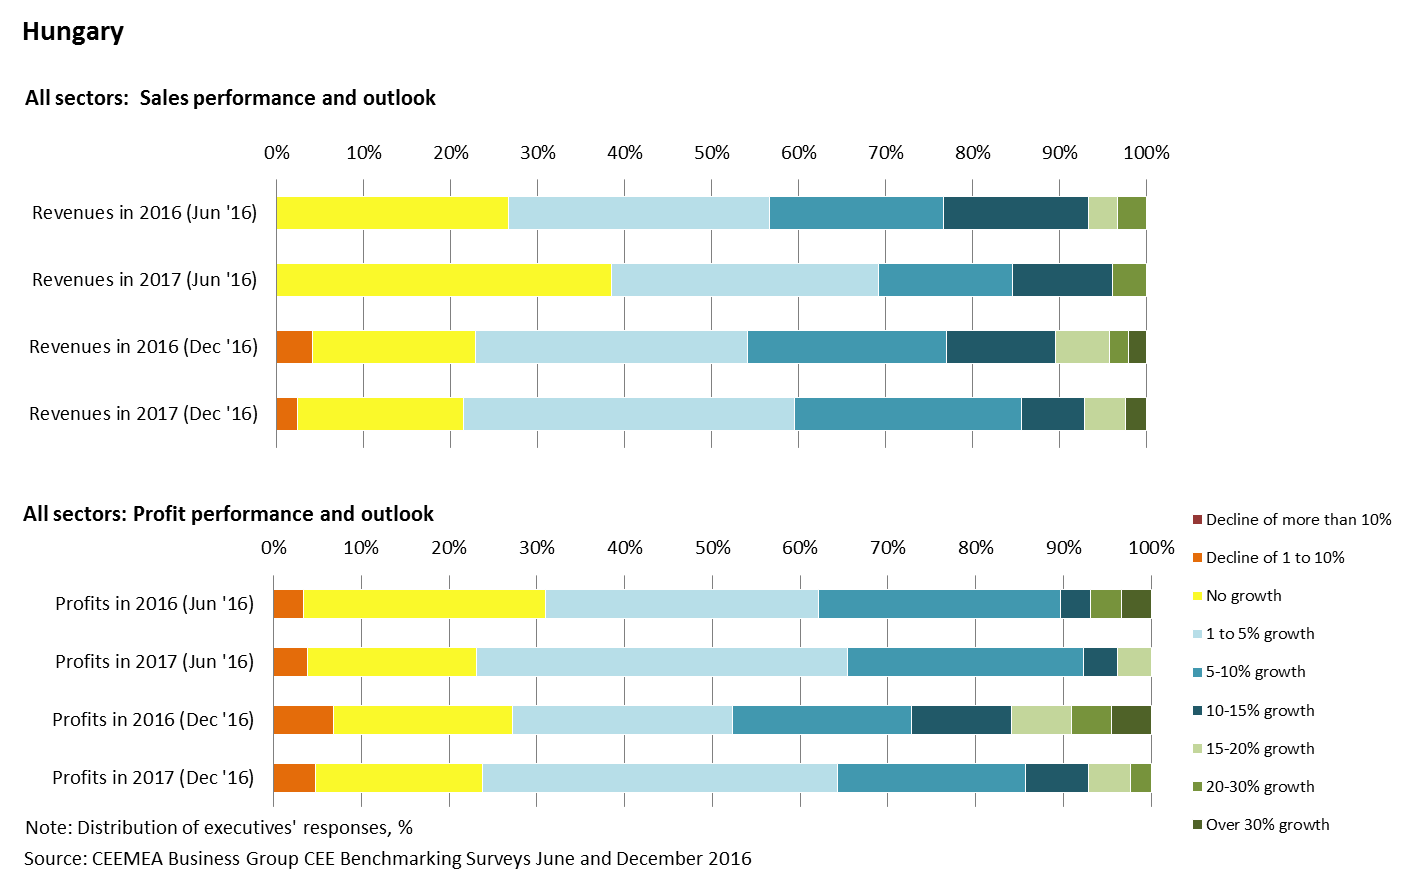 Hungary
All sectors:  Sales performance and outlook
0% 10% 20% 30% 40% 50% 60% 70% 80% 90% 100%
Revenues in 2016 (Jun '16)
Revenues in 2017 (Jun '16)
Revenues in 2016 (Dec '16)
Revenues in 2017 (Dec '16)
All sectors: Profit performance and outlook
0% 10% 20% 30% 40% 50% 60% 70% 80% 90% 100%
Profits in 2016 (Jun '16)
Profits in 2017 (Jun '16)
Profits in 2016 (Dec '16)
Profits in 2017 (Dec '16)
Decline of more than 10%
Decline of 1 to 10%
No growth
1 to 5% growth
5-10% growth
10-15% growth
15-20% growth
20-30% growth
Over 30% growth
Note: Distribution of executives' responses, %
Source: CEEMEA Business Group CEE Benchmarking Surveys June and December 2016